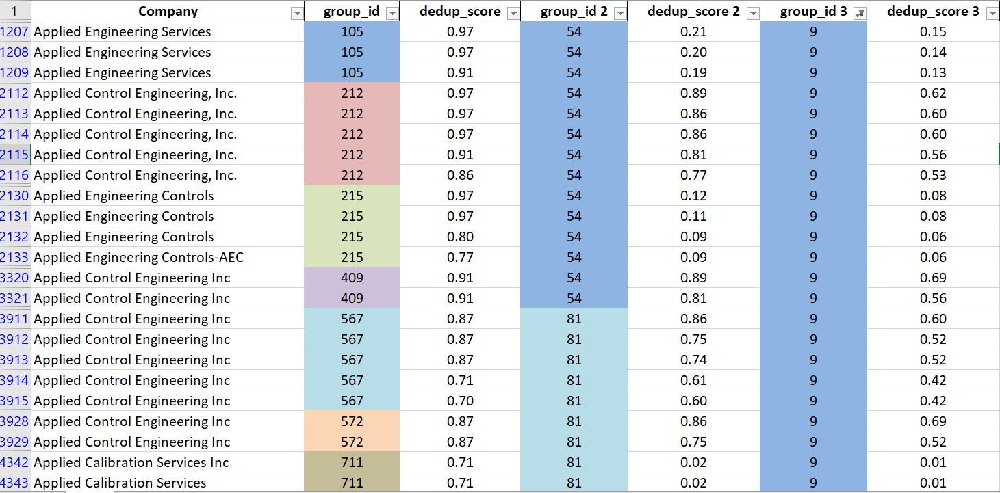 1 Company group_id dedup_score group_id 2 dedup_score 2 group_id 3 dedup_score 3
1207 Applied Engineering Services 105 0.97 54 0.21 9 0.15
1208 Applied Engineering Services 105 0.97 54 0.20 9 0.14
1209 Applied Engineering Services 105 0.91 54 0.19 9 0.13
2112 Applied Control Engineering, Inc. 212 0.97 54 0.89 9 0.62
2113 Applied Control Engineering, Inc. 212 0.97 54 0.86 9 0.60
2114 Applied Control Engineering, Inc. 212 0.97 54 0.86 9 0.60
2115 Applied Control Engineering, Inc. 212 0.91 54 0.81 9 0.56
2116 Applied Control Engineering, Inc. 212 0.86 54 0.77 9 0.53
2130 Applied Engineering Controls 215 0.97 54 0.12 9 0.08
2131 Applied Engineering Controls 215 0.97 54 0.11 9 0.08
2132 Applied Engineering Controls 215 0.80 54 0.09 9 0.06
2133 Applied Engineering Controls-AEC 215 0.77 54 0.09 9 0.06
3320 Applied Control Engineering Inc 409 0.91 54 0.89 9 0.69
3321 Applied Control Engineering Inc 409 0.91 54 0.81 9 0.56
3911 Applied Control Engineering Inc 567 0.87 81 0.86 9 0.60
3912 Applied Control Engineering Inc 567 0.87 81 0.75 9 0.52
3913 Applied Control Engineering Inc 567 0.87 81 0.74 9 0.52
3914 Applied Control Engineering Inc 567 0.71 81 0.61 9 0.42
3915 Applied Control Engineering Inc 567 0.70 81 0.60 9 0.42
3928 Applied Control Engineering Inc 572 0.87 81 0.86 9 0.69
3929 Applied Control Engineering Inc 572 0.87 81 0.75 9 0.52
4342 Applied Calibration Services Inc 711 0.71 81 0.02 9 0.01
4343 Applied Calibration Services 711 0.71 81 0.02 9 0.01